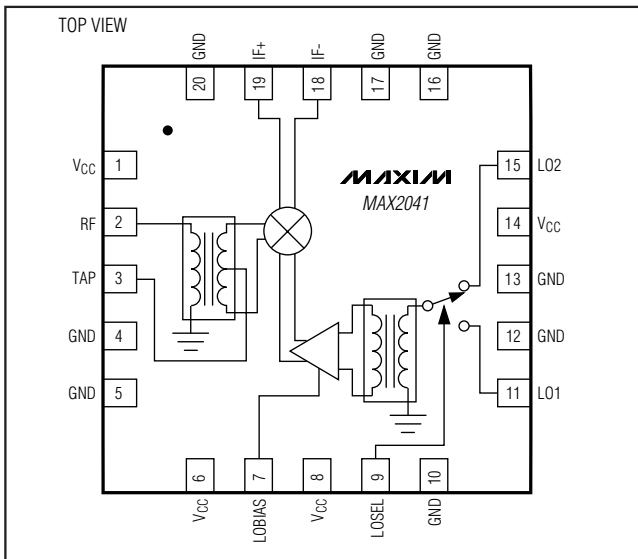 TOP VIEW
GND
IF+
IF-
GND
GND
20
19
18
17
16
VCC
1
RF
2
TAP
3
GND
4
GND
5
MAXIM
MAX2041
15
LO2
14
VCC
13
GND
12
GND
11
LO1
6
7
8
9
10
VCC
LOBIAS
VCC
LOSEL
GND